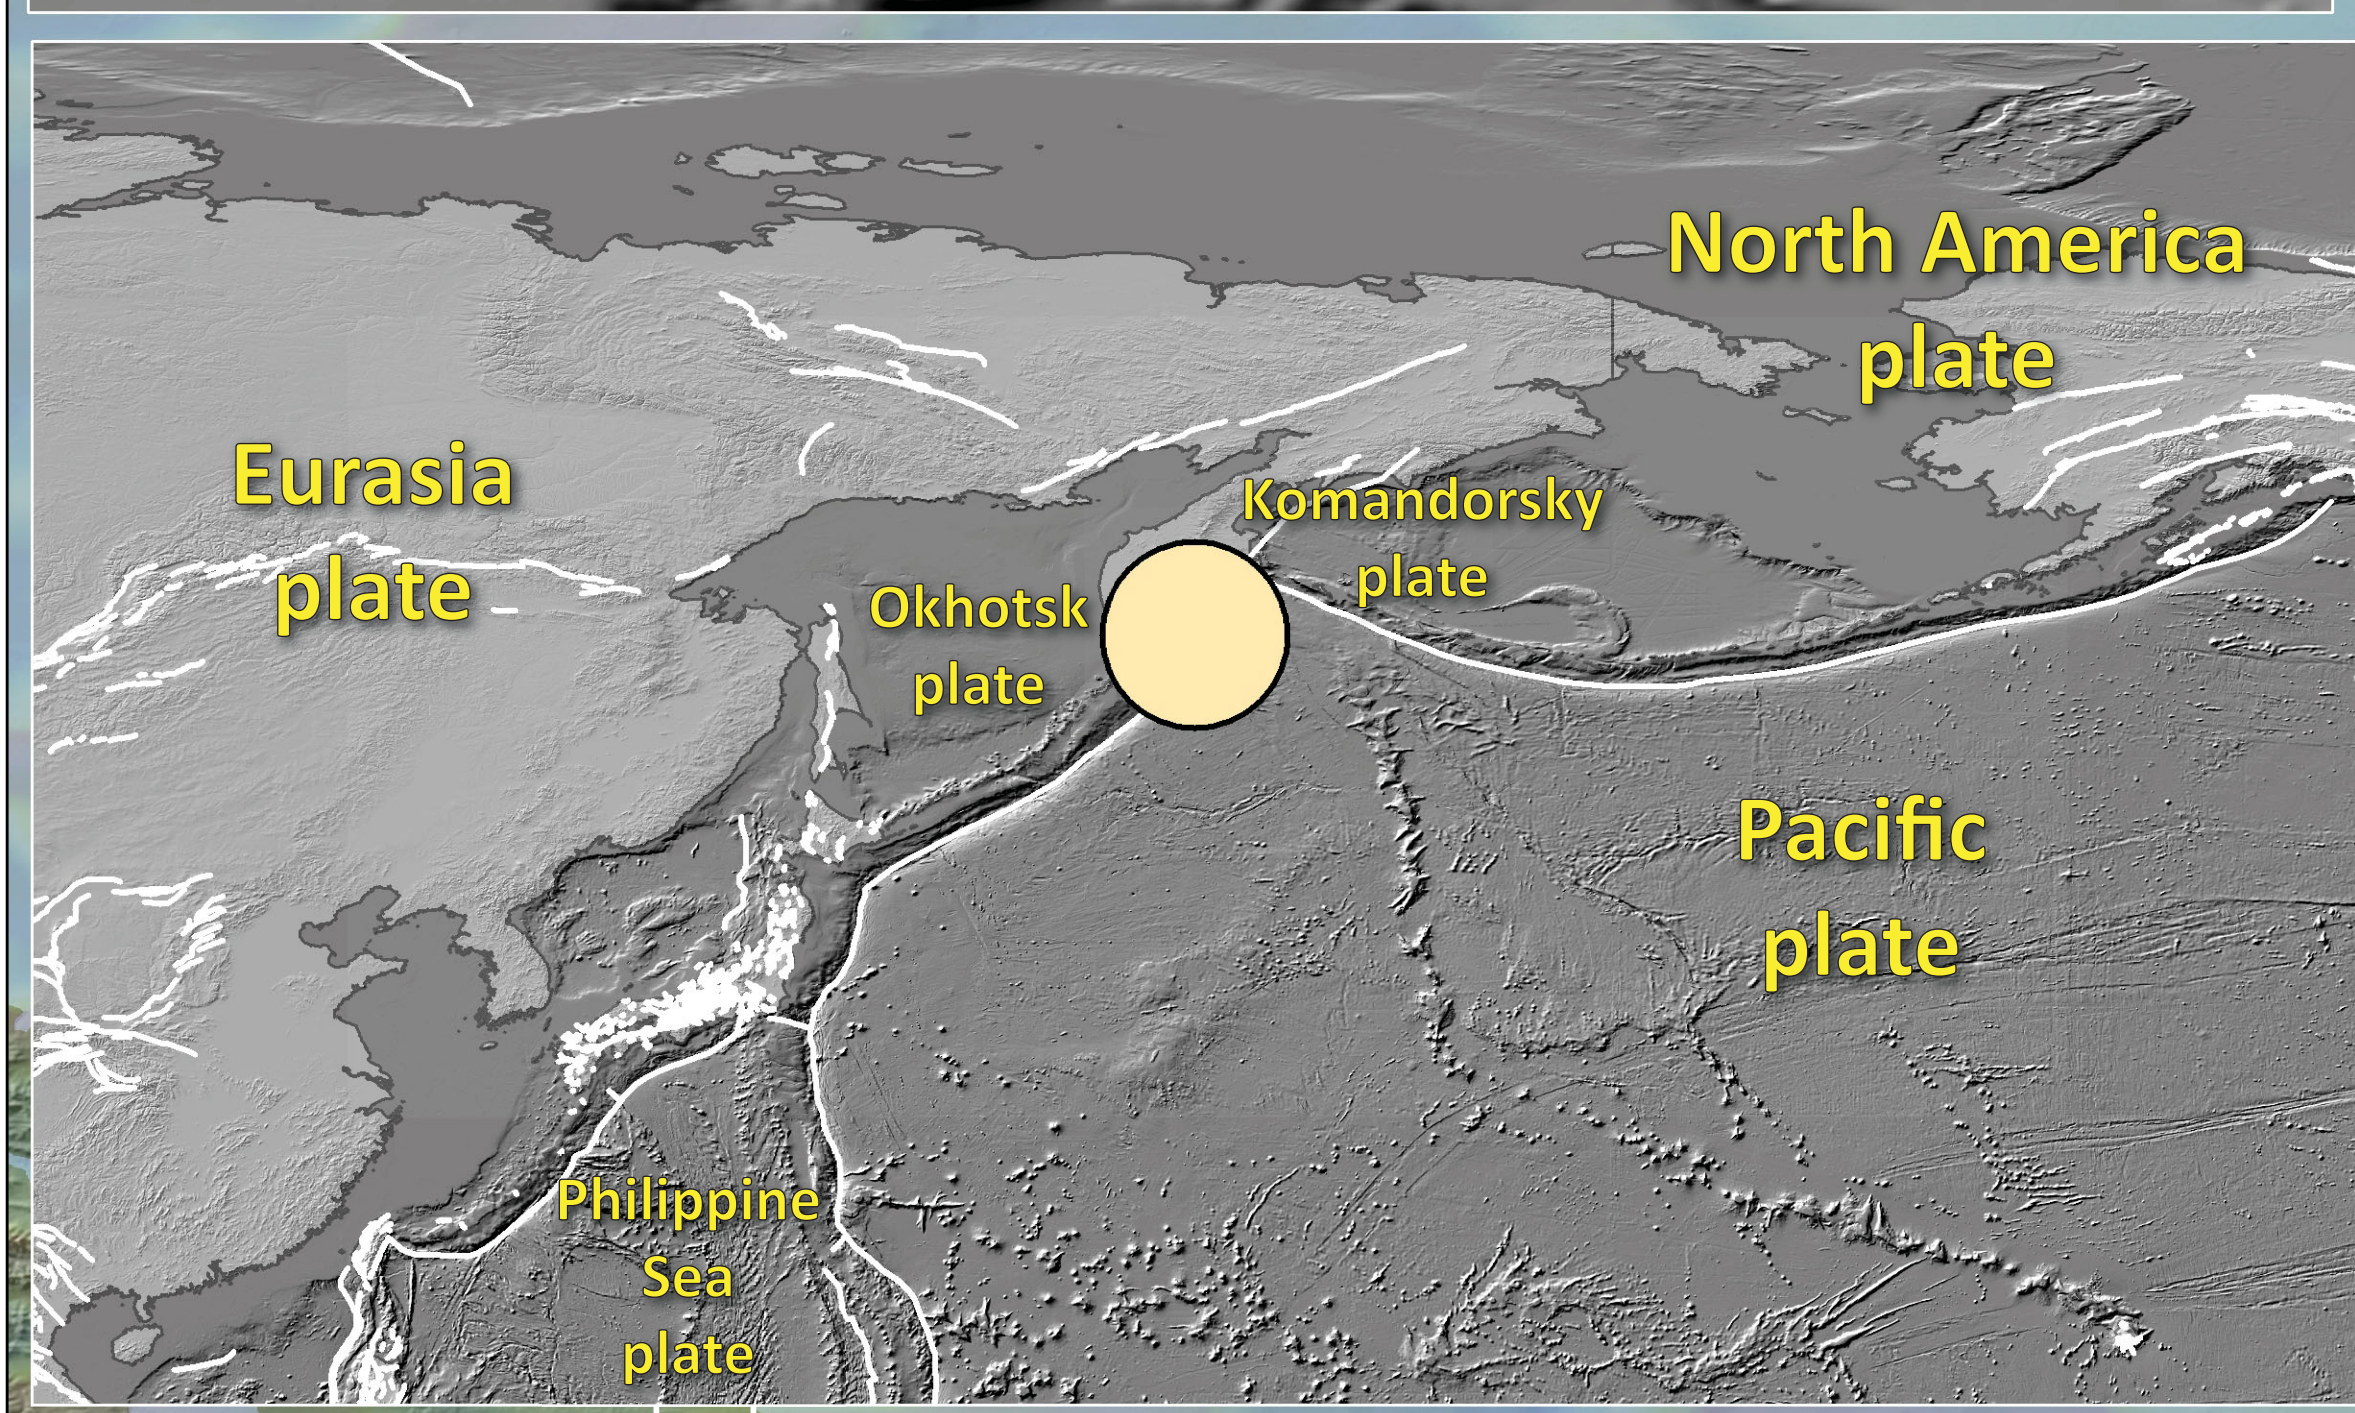 North America
plate
Eurasia
plate
Komandorsky
plate
Okhotsk
plate
Pacific
plate
Philippine
Sea
plate